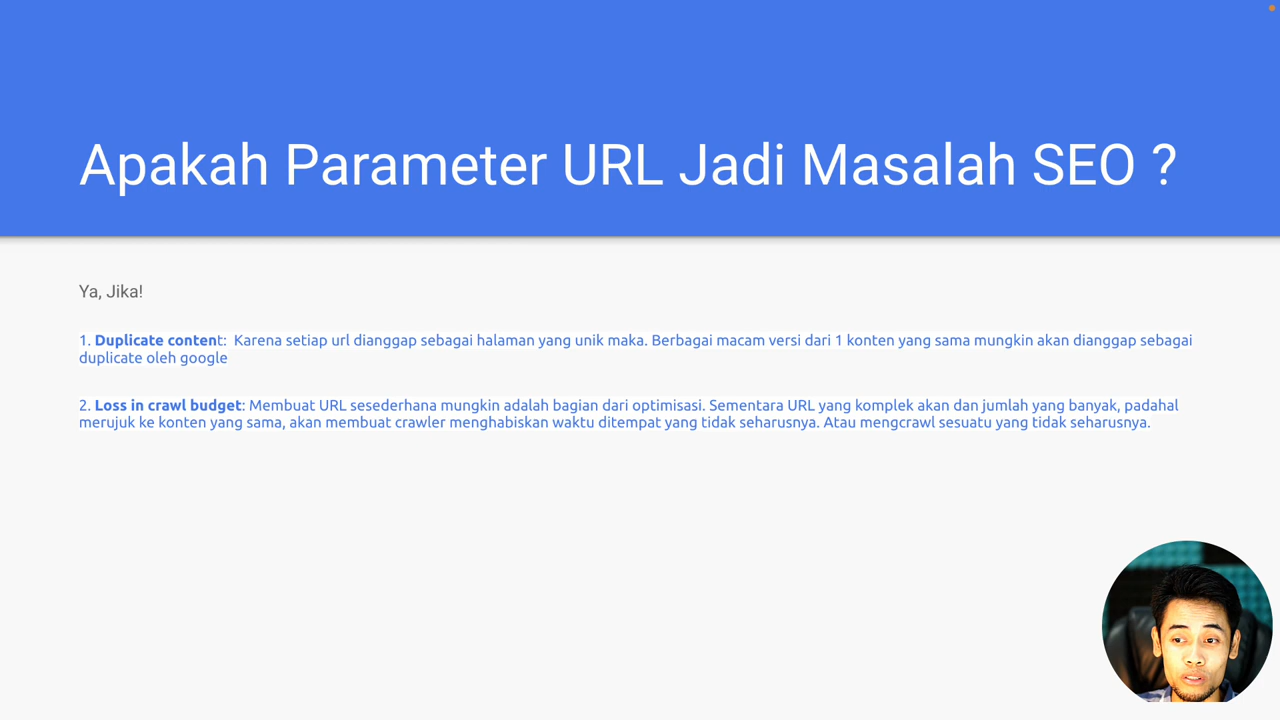 Apakah Parameter URL Jadi Masalah SEO ?
Ya, Jika!
1. Duplicate content: Karena setiap url dianggap sebagai halaman yang unik maka. Berbagai macam versi dari 1 konten yang sama mungkin akan dianggap sebagai
duplicate oleh google
2. Loss in crawl budget: Membuat URL sesederhana mungkin adalah bagian dari optimisasi. Sementara URL yang komplek akan dan jumlah yang banyak, padahal
merujuk ke konten yang sama, akan membuat crawler menghabiskan waktu ditempat yang tidak seharusnya. Atau mengcrawl sesuatu yang tidak seharusnya.